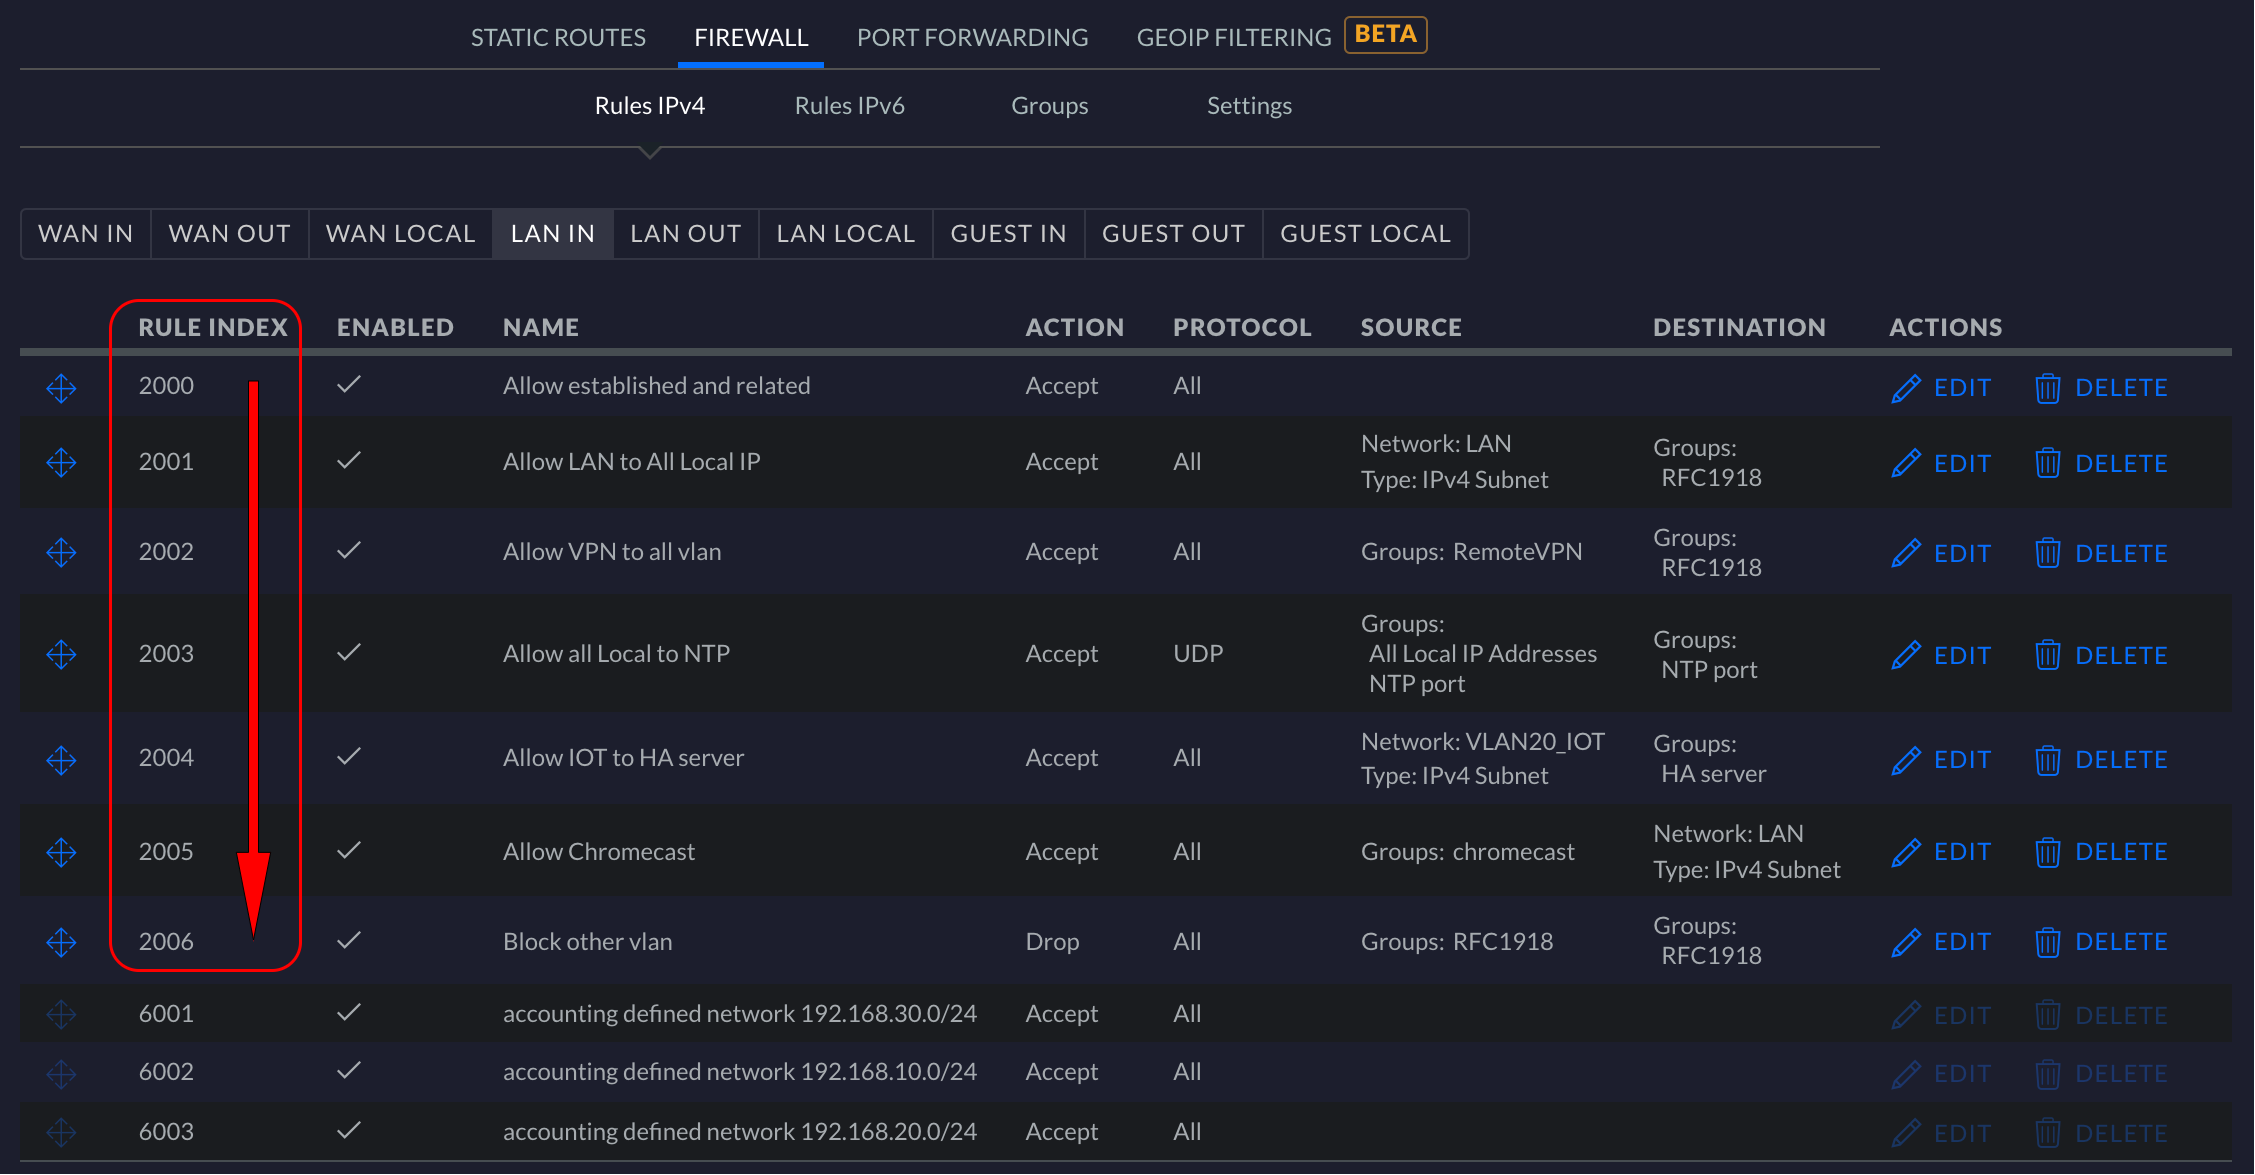 STATIC ROUTES FIREWALL PORT FORWARDING GEOIP FILTERING BETA
Rules IPv4 Rules IPv6 Groups Settings
WAN IN WAN OUT WAN LOCAL LAN IN LAN OUT LAN LOCAL GUEST IN GUEST OUT GUEST LOCAL
RULE INDEX ENABLED NAME ACTION PROTOCOL SOURCE DESTINATION ACTIONS
2000 Allow established and related Accept All EDIT DELETE
2001 Allow LAN to All Local IP Accept All Network: LAN
Type: IPv4 Subnet
Groups:
RFC1918
EDIT DELETE
2002 Allow VPN to all vlan Accept All Groups: RemoteVPN
Groups:
RFC1918
EDIT DELETE
2003 Allow all Local to NTP Accept UDP
Groups:
All Local IP Addresses
NTP port
Groups:
NTP port
EDIT DELETE
2004 Allow IOT to HA server Accept All Network: VLAN20_IOT
Type: IPv4 Subnet
Groups:
HA server
EDIT DELETE
2005 Allow Chromecast Accept All Groups: chromecast
Network: LAN
Type: IPv4 Subnet
EDIT DELETE
2006 Block other vlan Drop All Groups: RFC1918
Groups:
RFC1918
EDIT DELETE
6001 accounting defined network 192.168.30.0/24 Accept All EDIT DELETE
6002 accounting defined network 192.168.10.0/24 Accept All EDIT DELETE
6003 accounting defined network 192.168.20.0/24 Accept All EDIT DELETE